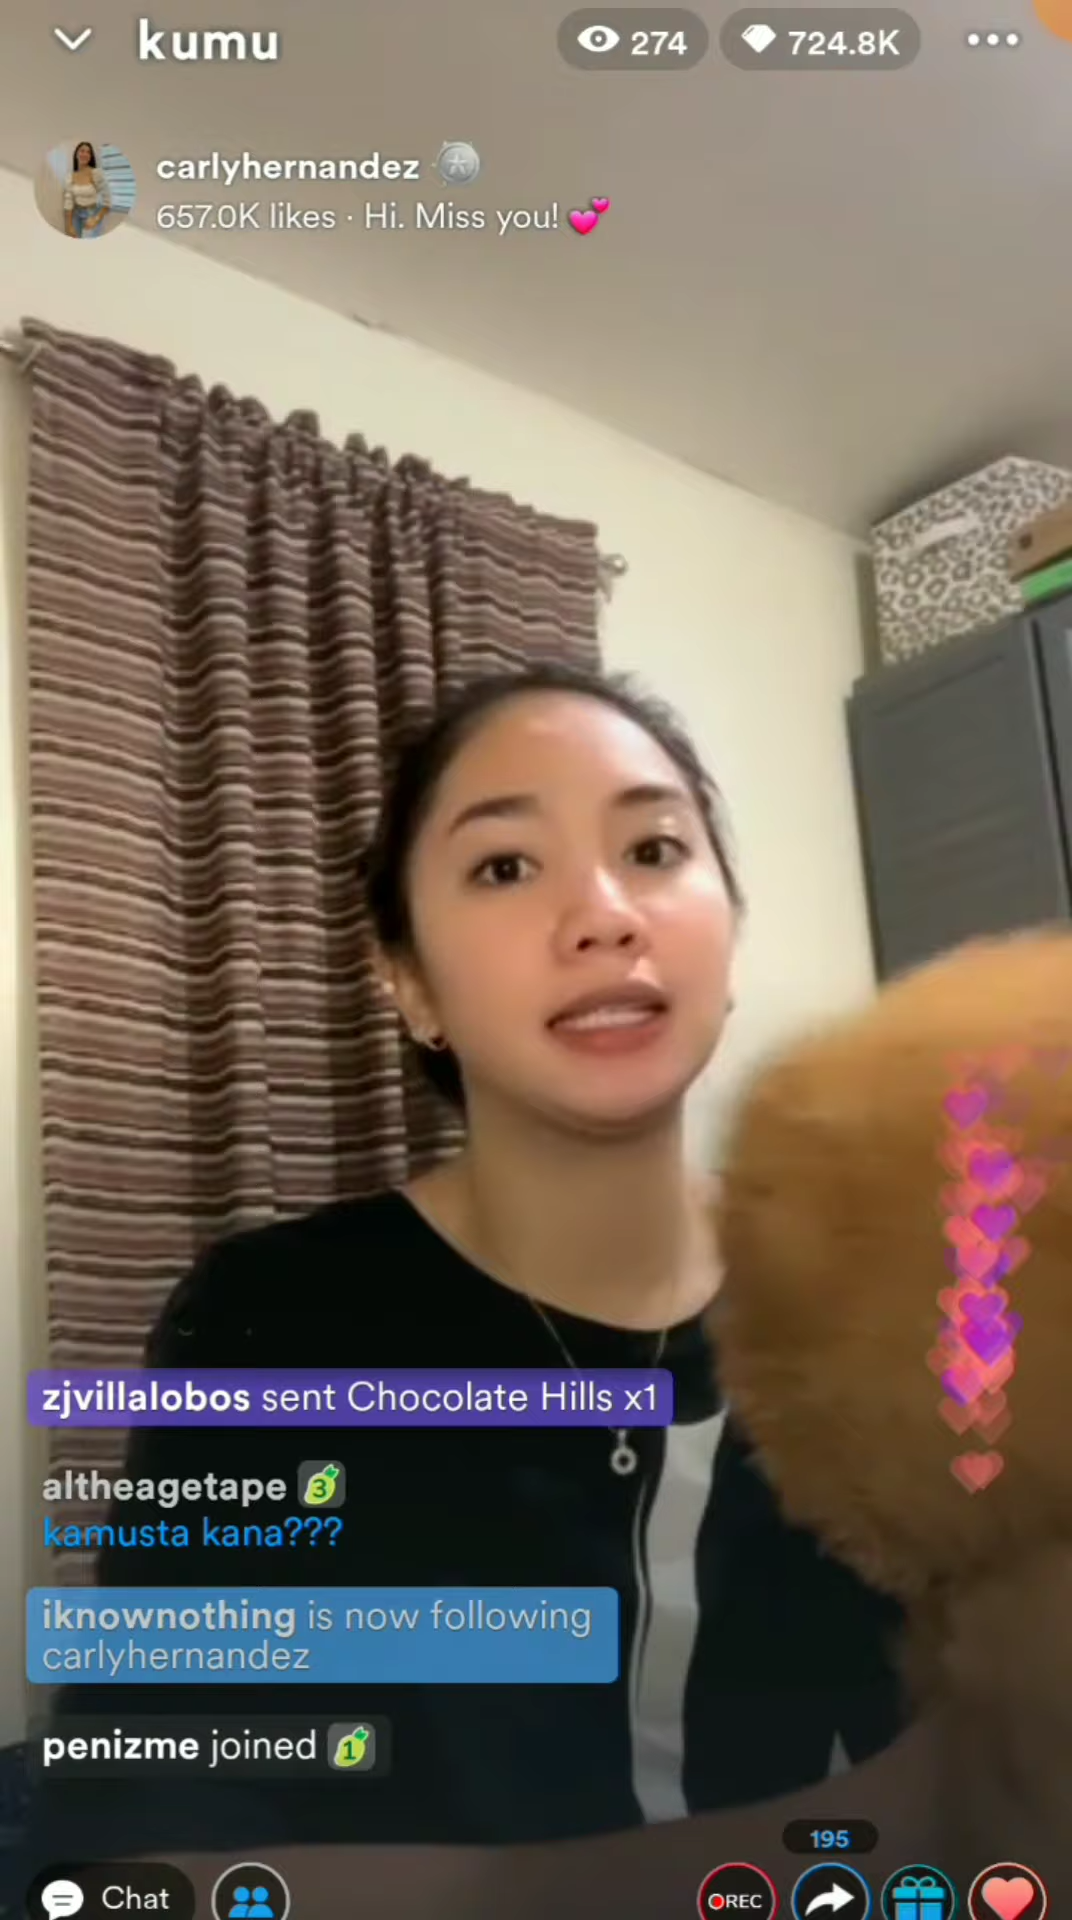 kumu
274
724.8K
carlyhernandez
657.0K likes · Hi. Miss you! 💕
zjvillalobos sent Chocolate Hills x1
altheagetape 3
kamusta kana???
iknownothing is now following
carlyhernandez
penizme joined 1
195
Chat
REC